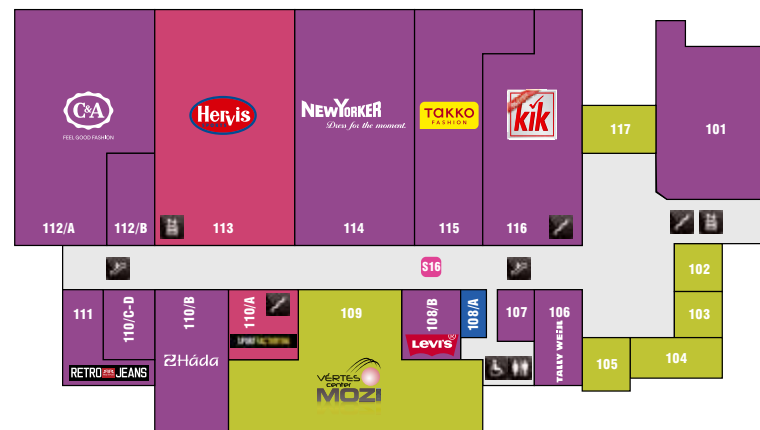 C&A
FEEL GOOD FASHION
112/A
112/B
Hervis
113
NEWYORKER
Dress for the moment.
114
TAKKO
FASHION
115
kik
116
117
101
S16
102
103
104
105
111
RETRO JEANS
110/C-D
110/B
Háda
110/A
109
VÉRTES
center
MOZI
108/B
LEVI'S
108/A
107
106
TALLY WEiJL